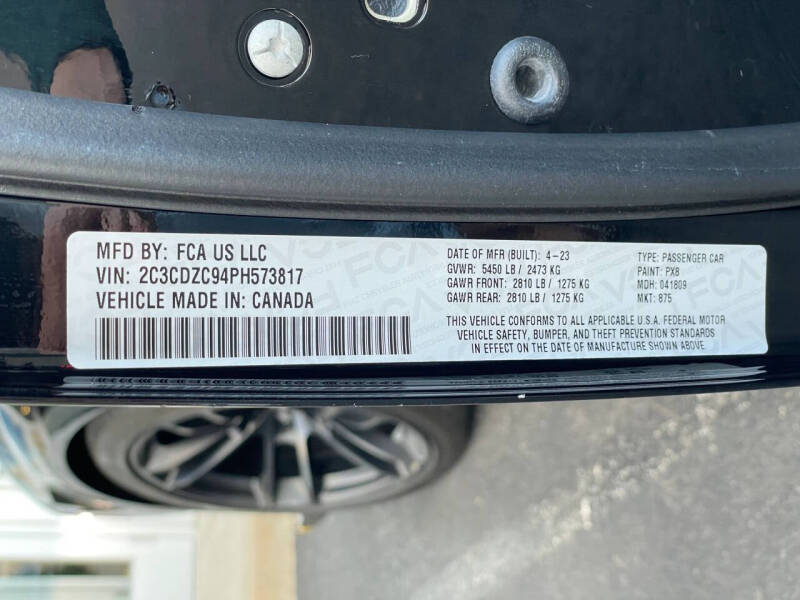 MFD BY: FCA US LLC
VIN: 2C3CDZC94PH573817
VEHICLE MADE IN: CANADA
DATE OF MFR (BUILT): 4-23
GVWR: 5450 LB / 2473 KG
GAWR FRONT: 2810 LB / 1275 KG
GAWR REAR: 2810 LB / 1275 KG
TYPE: PASSENGER CAR
PAINT: PX8
MDH: 041809
MKT: 875
THIS VEHICLE CONFORMS TO ALL APPLICABLE U.S.A. FEDERAL MOTOR
VEHICLE SAFETY, BUMPER, AND THEFT PREVENTION STANDARDS
IN EFFECT ON THE DATE OF MANUFACTURE SHOWN ABOVE